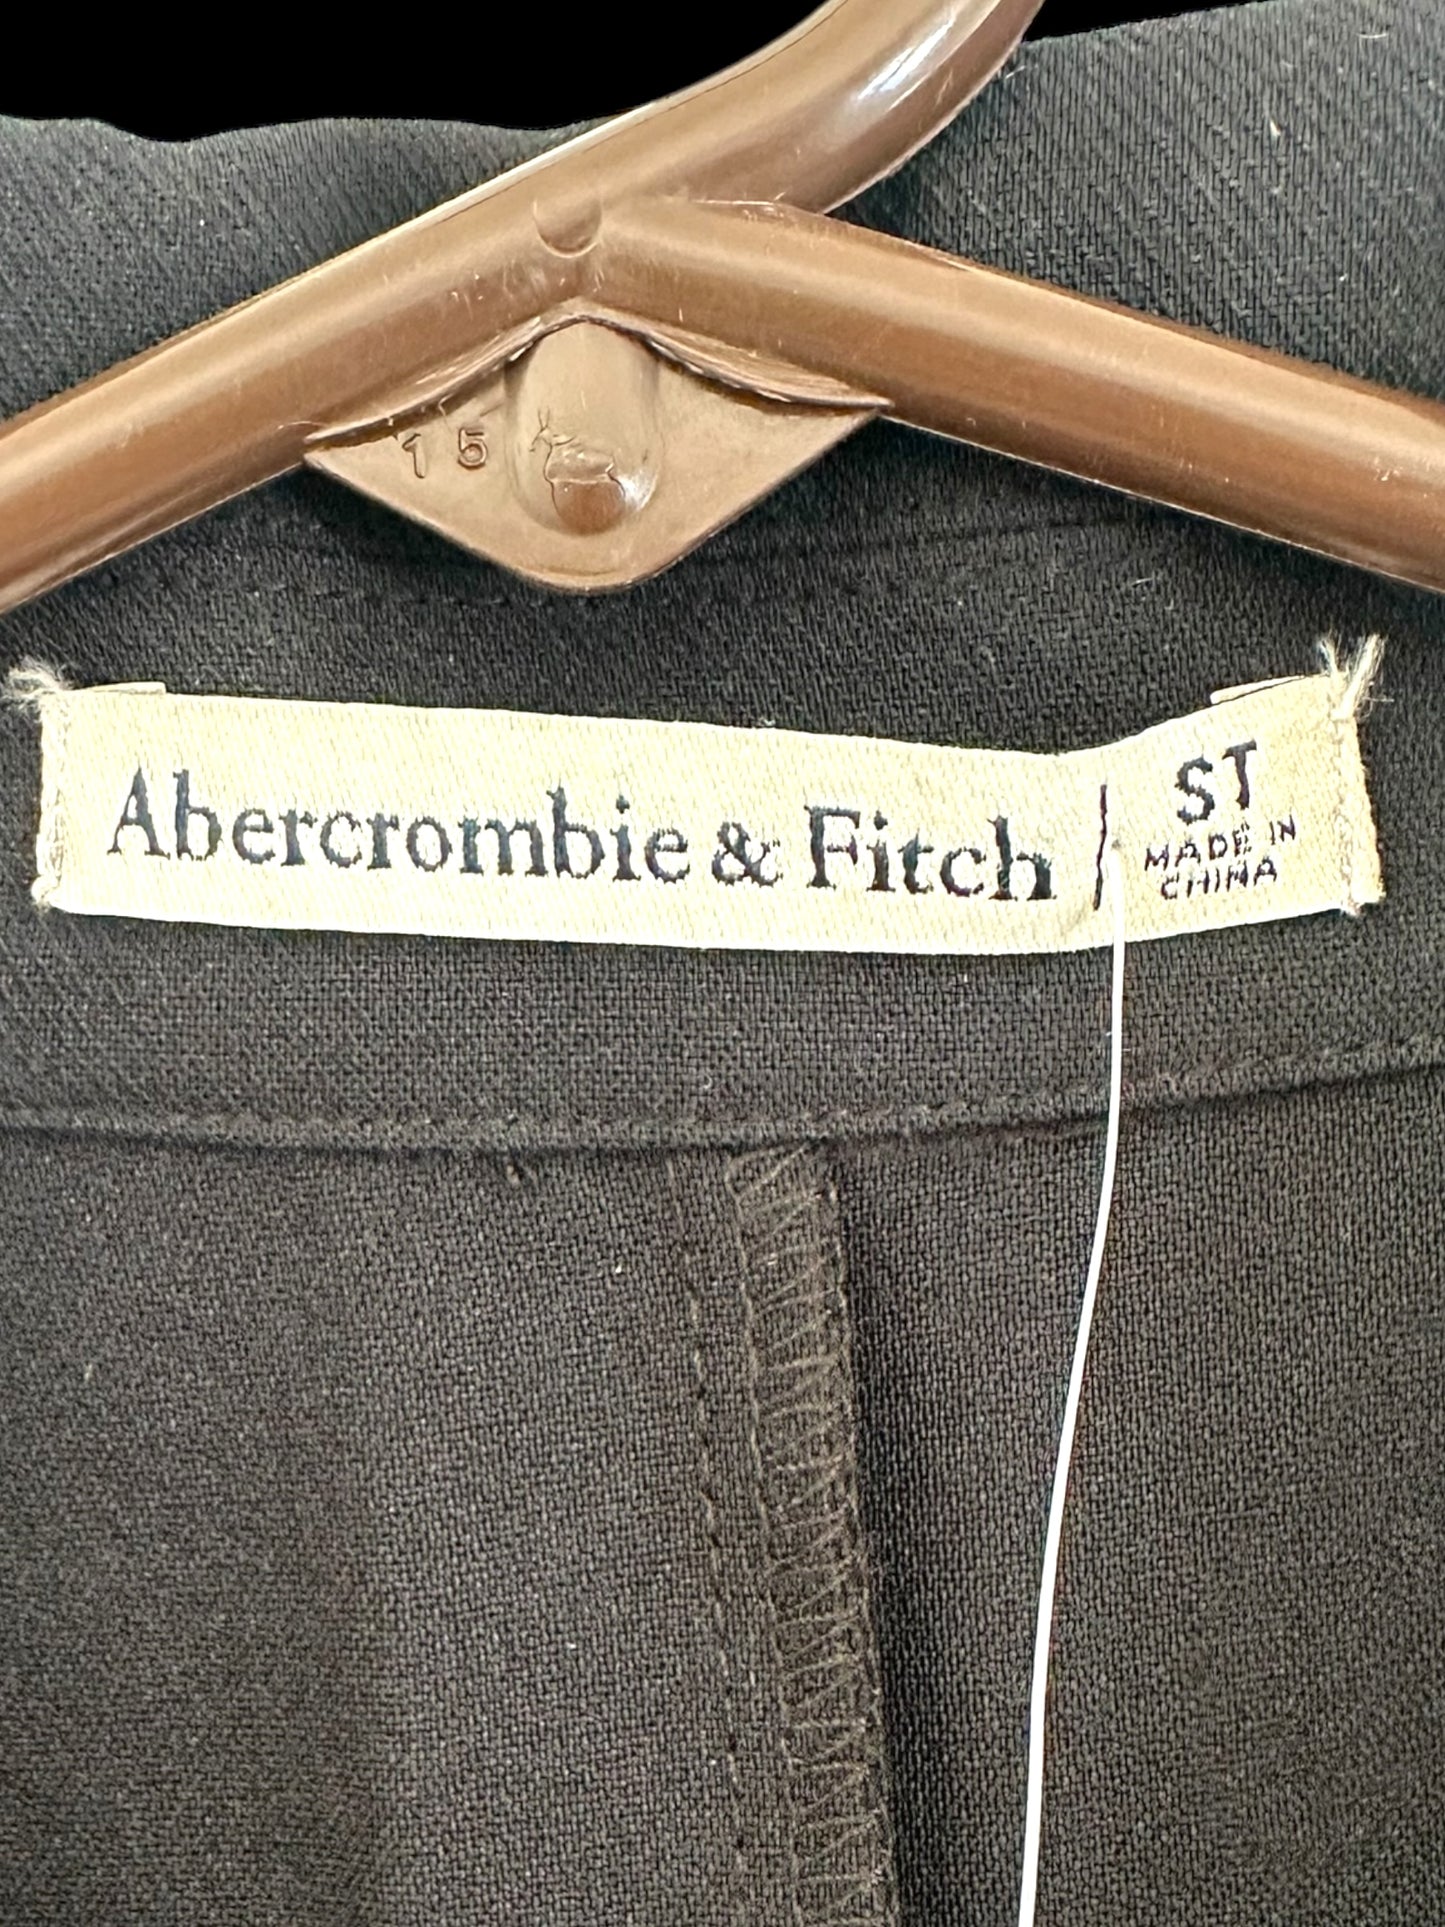 15
Abercrombie & Fitch
ST
MADE IN
CHINA